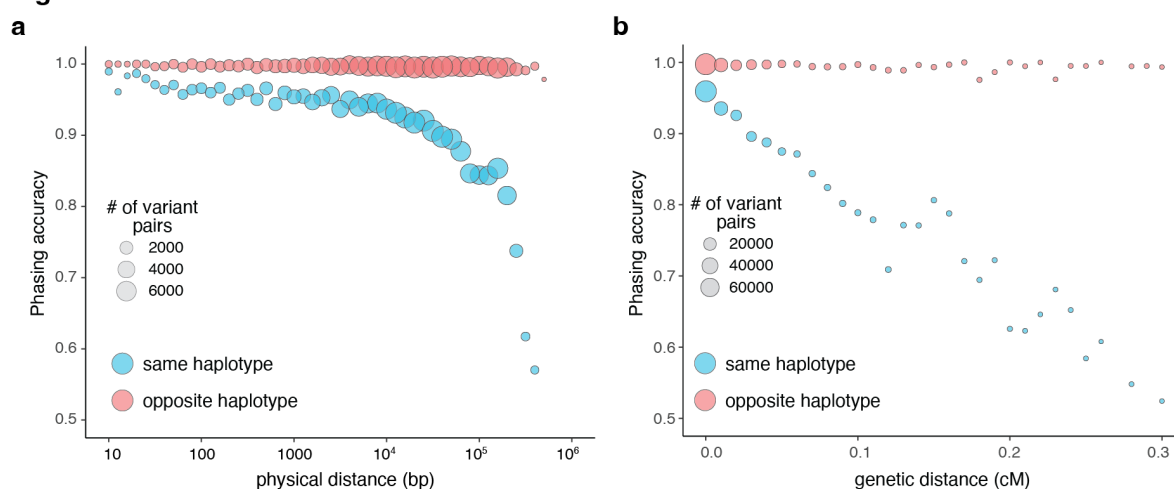 a
b
1.0
0.9
0.8
0.7
0.6
0.5
Phasing accuracy
# of variant
pairs
2000
4000
6000
same haplotype
opposite haplotype
10
100
1000
10⁴
10⁵
10⁶
physical distance (bp)
1.0
0.9
0.8
0.7
0.6
0.5
Phasing accuracy
# of variant
pairs
20000
40000
60000
same haplotype
opposite haplotype
0.0
0.1
0.2
0.3
genetic distance (cM)